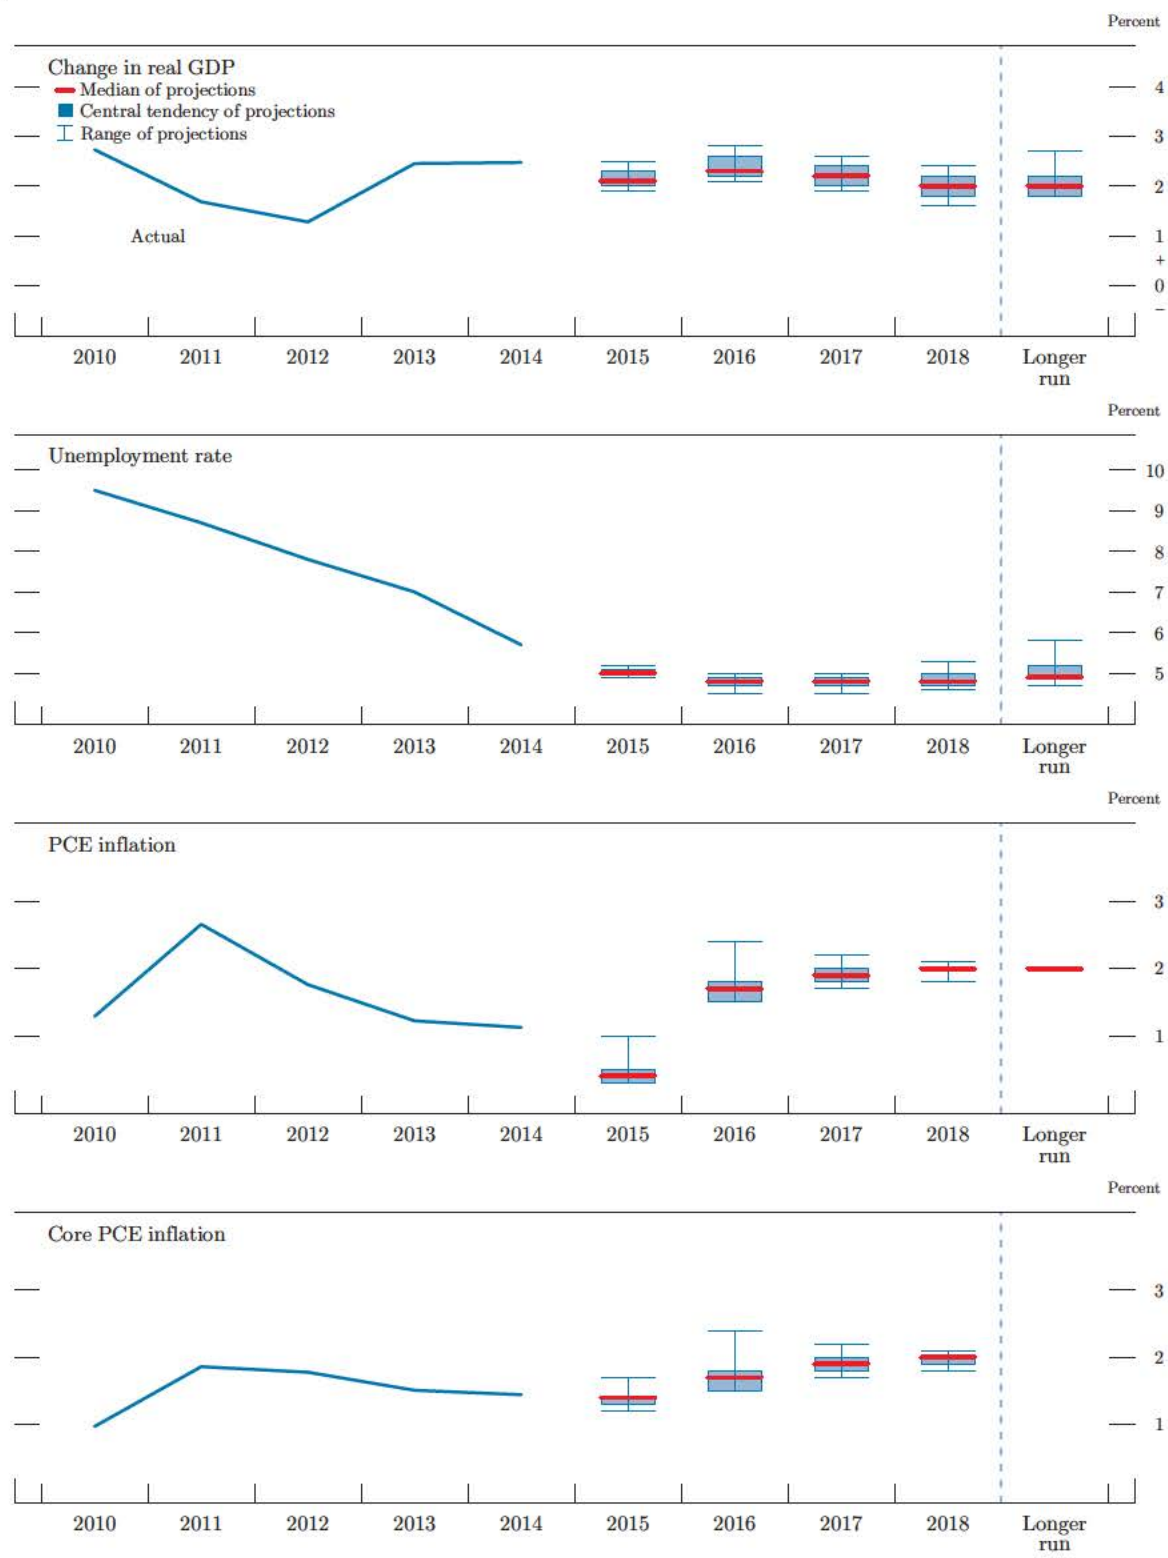 Percent
Change in real GDP
Median of projections
Central tendency of projections
Range of projections
Actual
4
3
2
1
+
0
−
2010 2011 2012 2013 2014 2015 2016 2017 2018 Longer
run
Percent
Unemployment rate
10
9
8
7
6
5
2010 2011 2012 2013 2014 2015 2016 2017 2018 Longer
run
Percent
PCE inflation
3
2
1
2010 2011 2012 2013 2014 2015 2016 2017 2018 Longer
run
Percent
Core PCE inflation
3
2
1
2010 2011 2012 2013 2014 2015 2016 2017 2018 Longer
run